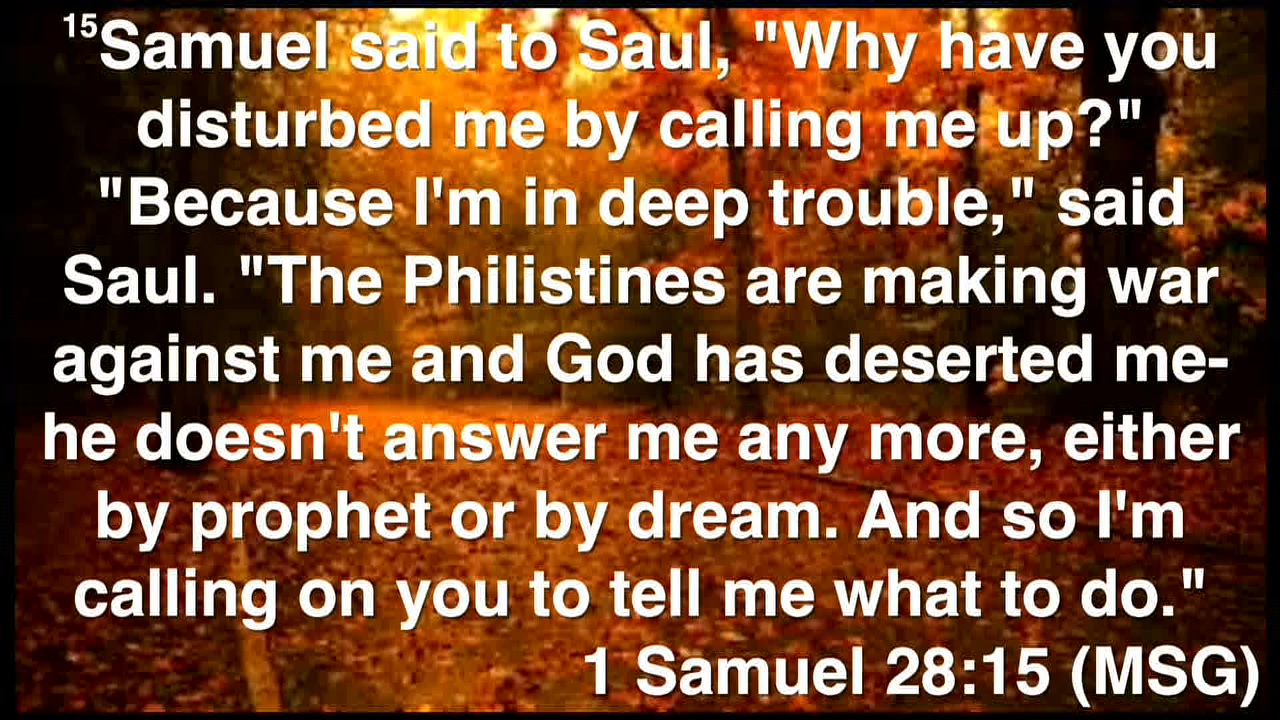 15Samuel said to Saul, "Why have you
disturbed me by calling me up?"
"Because I'm in deep trouble," said
Saul. "The Philistines are making war
against me and God has deserted me-
he doesn't answer me any more, either
by prophet or by dream. And so I'm
calling on you to tell me what to do."
1 Samuel 28:15 (MSG)